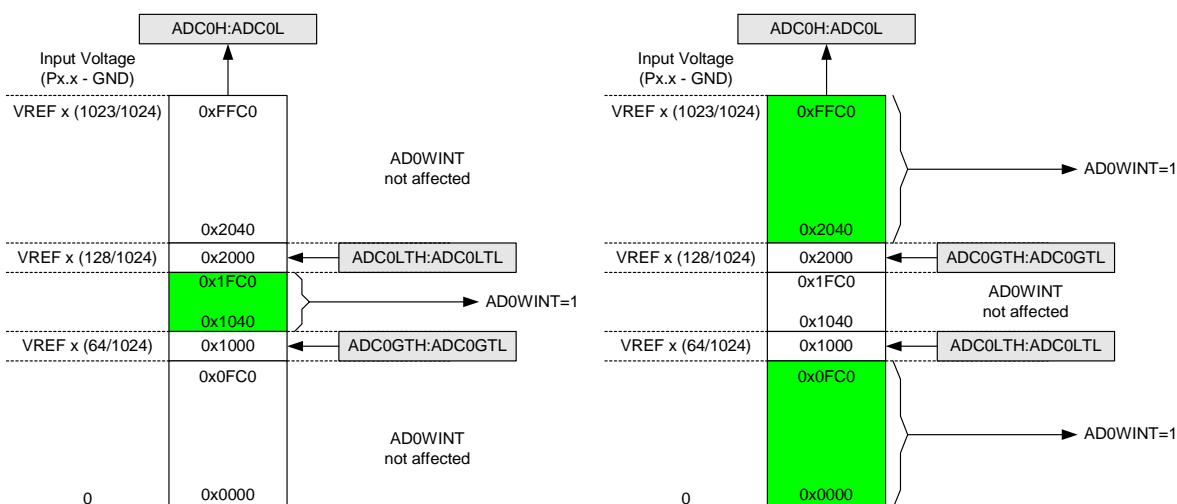 ADC0H:ADC0L
Input Voltage
(Px.x - GND)
VREF x (1023/1024)
0xFFC0
AD0WINT
not affected
0x2040
VREF x (128/1024)
0x2000
ADC0LTH:ADC0LTL
0x1FC0
AD0WINT=1
0x1040
VREF x (64/1024)
0x1000
ADC0GTH:ADC0GTL
0x0FC0
AD0WINT
not affected
0
0x0000
ADC0H:ADC0L
Input Voltage
(Px.x - GND)
VREF x (1023/1024)
0xFFC0
AD0WINT=1
0x2040
VREF x (128/1024)
0x2000
ADC0GTH:ADC0GTL
0x1FC0
AD0WINT
not affected
0x1040
VREF x (64/1024)
0x1000
ADC0LTH:ADC0LTL
0x0FC0
AD0WINT=1
0
0x0000